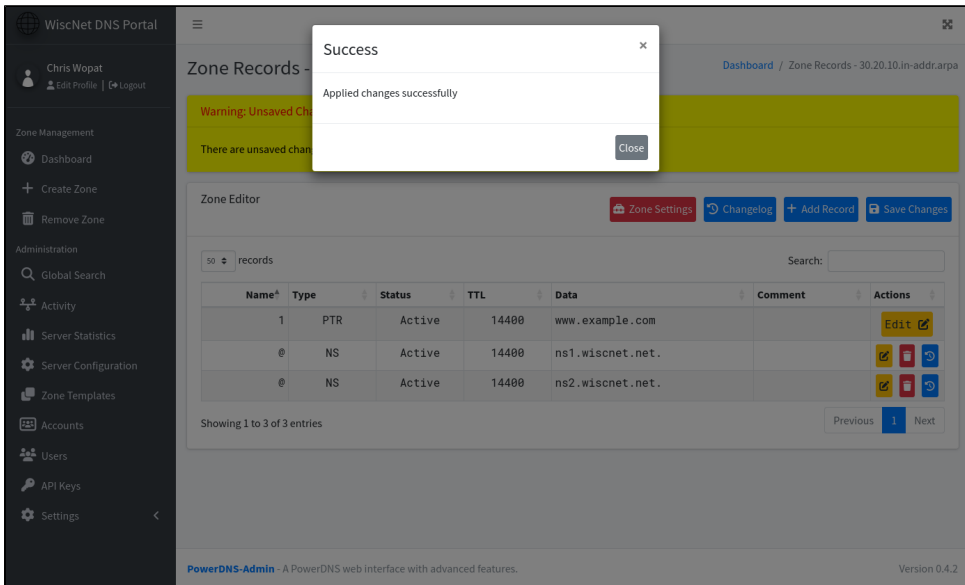 WiscNet DNS Portal
Chris Wopat
Edit Profile | Logout
Zone Management
Dashboard
Create Zone
Remove Zone
Administration
Global Search
Activity
Server Statistics
Server Configuration
Zone Templates
Accounts
Users
API Keys
Settings
Success ×
Applied changes successfully
Close
Zone Records -
Dashboard / Zone Records - 30.20.10.in-addr.arpa
Warning: Unsaved
There are unsaved
Zone Editor
Zone Settings Changelog + Add Record Save Changes
50 records Search:
Name Type Status TTL Data Comment Actions
1 PTR Active 14400 www.example.com Edit
@ NS Active 14400 ns1.wiscnet.net.
@ NS Active 14400 ns2.wiscnet.net.
Showing 1 to 3 of 3 entries Previous 1 Next
PowerDNS-Admin - A PowerDNS web interface with advanced features. Version 0.4.2